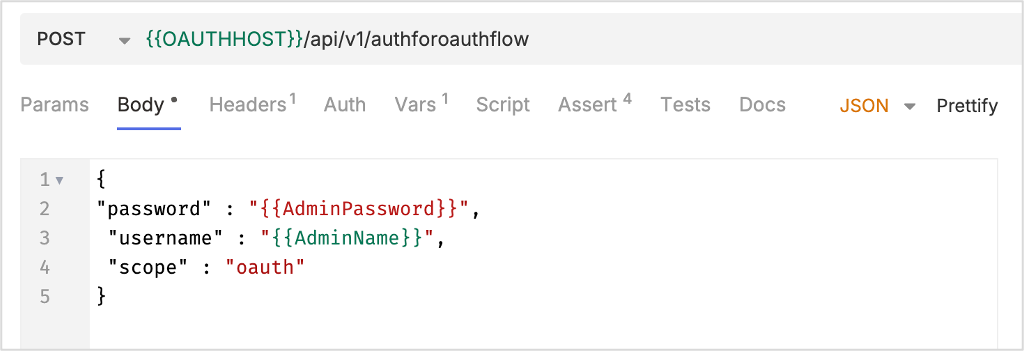 POST {{OAUTHHOST}}/api/v1/authforoauthflow
Params Body Headers 1 Auth Vars 1 Script Assert 4 Tests Docs JSON Prettify
1 {
2 "password" : "{{AdminPassword}}",
3 "username" : "{{AdminName}}",
4 "scope" : "oauth"
5 }